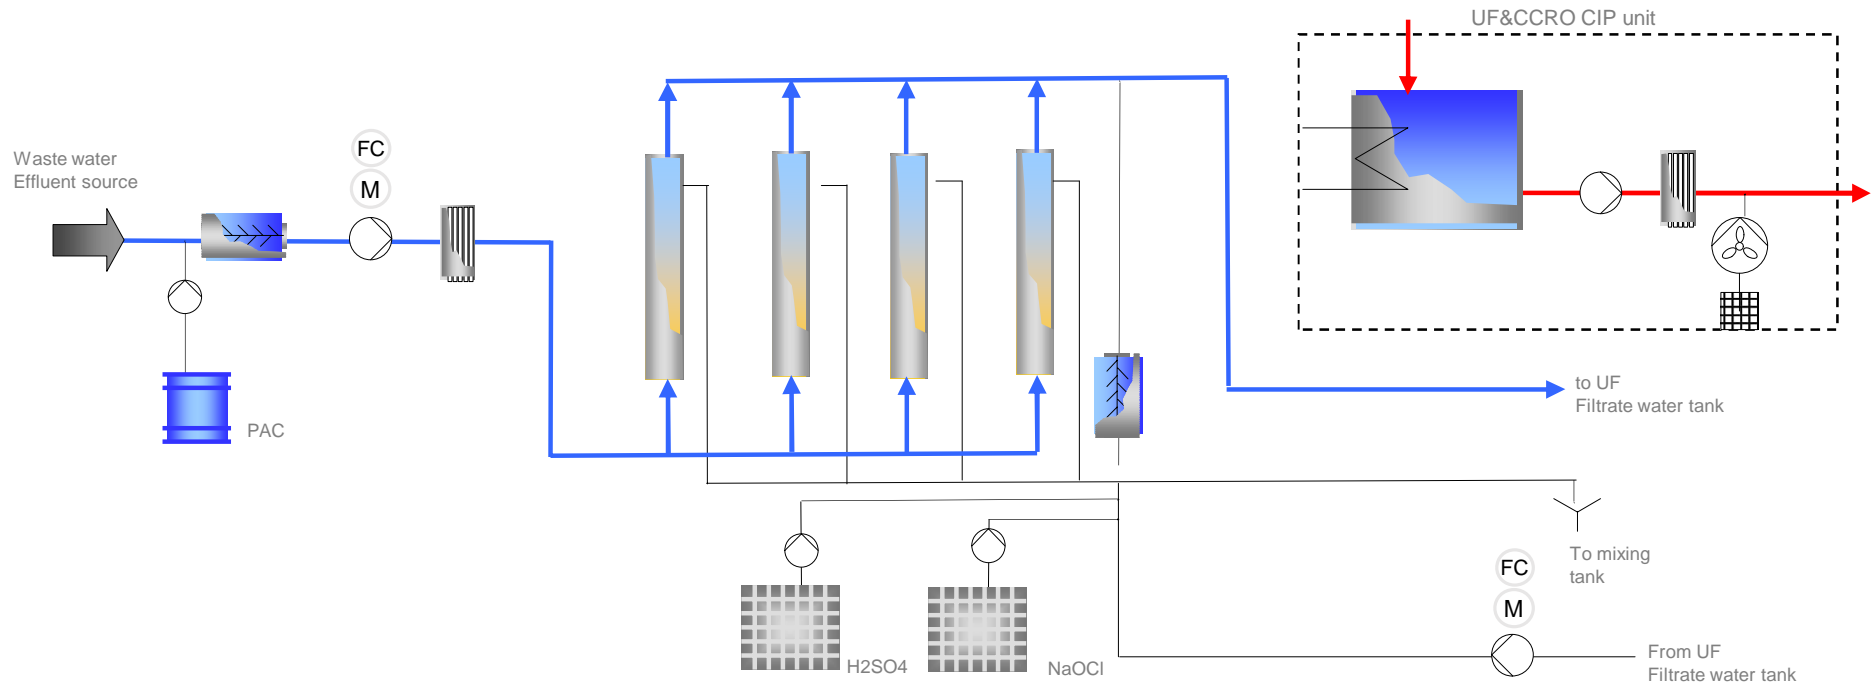 UF&CCRO CIP unit
Waste water
Effluent source
FC
M
PAC
to UF
Filtrate water tank
To mixing
tank
FC
M
H2SO4
NaOCl
From UF
Filtrate water tank